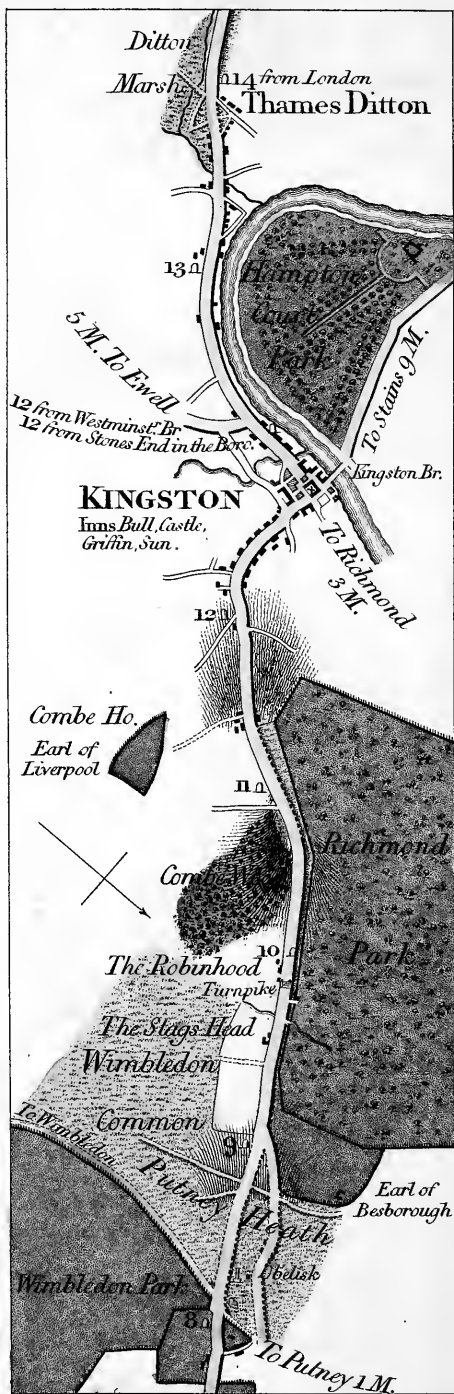 Ditton
Marsh
14 from London
Thames Ditton
13
Hampton
Court
Park
5 M. To Ewell
To Stains 9 M.
12 from Westminstr. Br
12 from Stones End in the Boro.
Kingston Br.
KINGSTON
Inns Bull, Castle,
Griffin, Sun.
To Richmond
3 M.
12
Combe Ho.
Earl of
Liverpool
11
Richmond
Park
Combe Wd.
10
The Robinhood
Turnpike
The Stags Head
Wimbledon
Common
9
To Wimbledon
Putney
Heath
Earl of
Besborough
Obelisk
Wimbledon Park
8
To Putney 1 M.